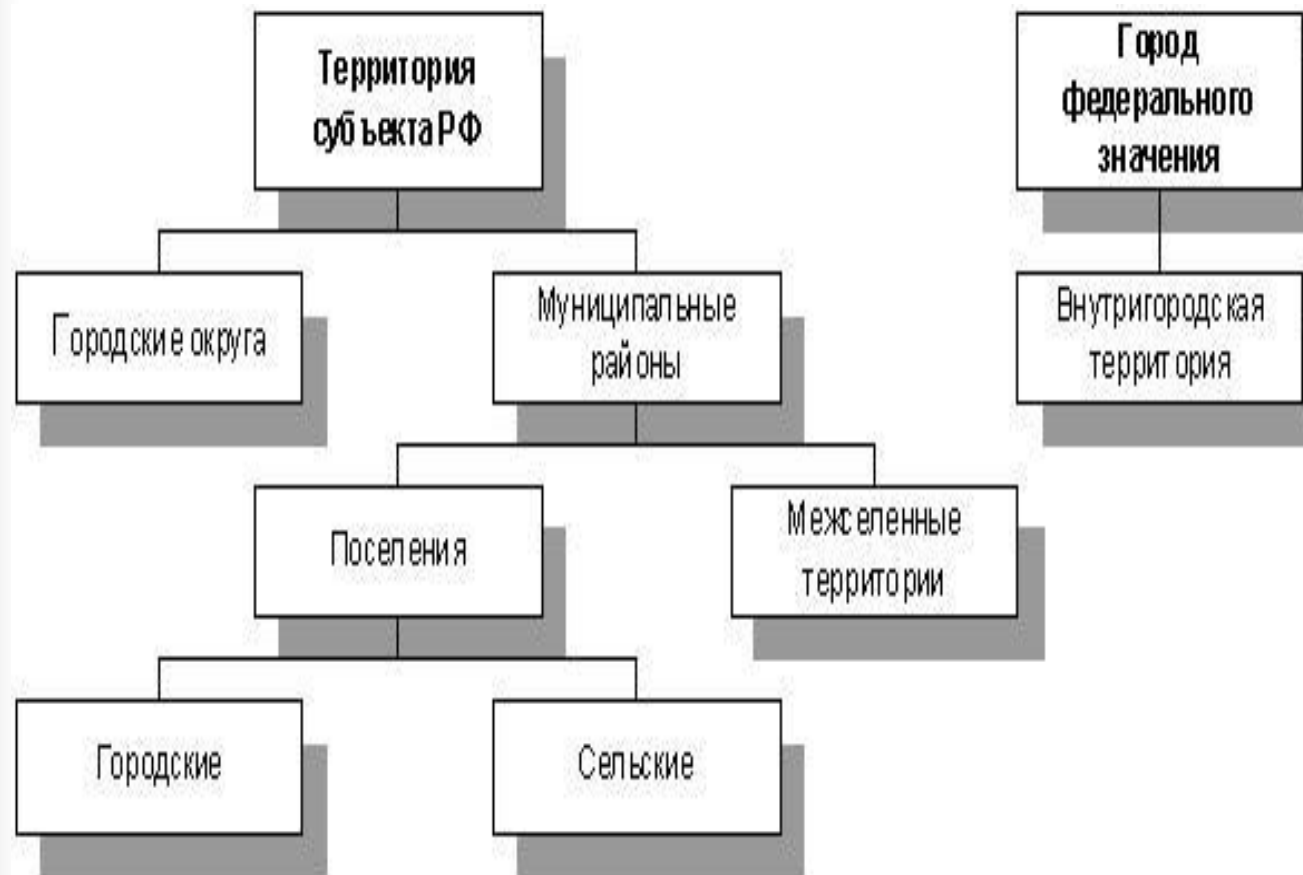 Территория
субъекта РФ
Город
федерального
значения
Городские округа
Муниципальные
районы
Внутригородская
территория
Поселения
Межселенные
территории
Городские
Сельские